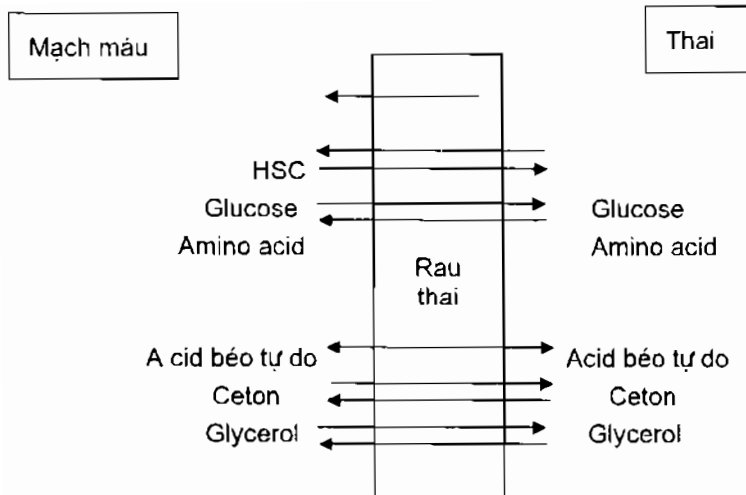 Mạch máu
Thai
HSC
Glucose
Glucose
Amino acid
Amino acid
Rau
thai
A cid béo tự do
Acid béo tự do
Ceton
Ceton
Glycerol
Glycerol